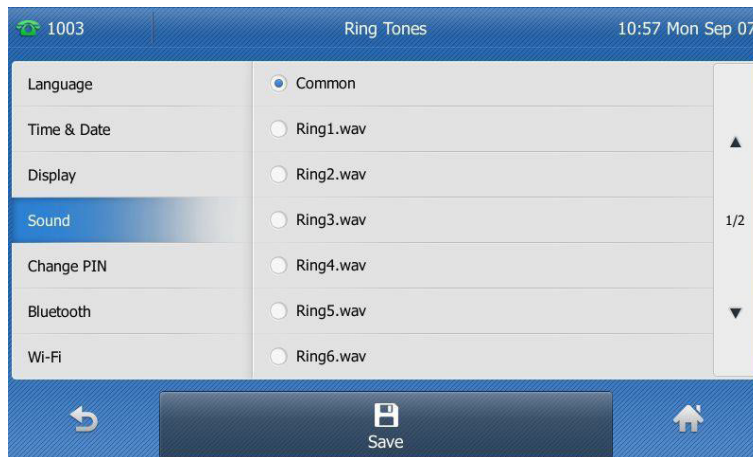 1003 Ring Tones 10:57 Mon Sep 07
Language
Time & Date
Display
Sound
Change PIN
Bluetooth
Wi-Fi
Common
Ring1.wav
Ring2.wav
Ring3.wav
Ring4.wav
Ring5.wav
Ring6.wav
1/2
Save